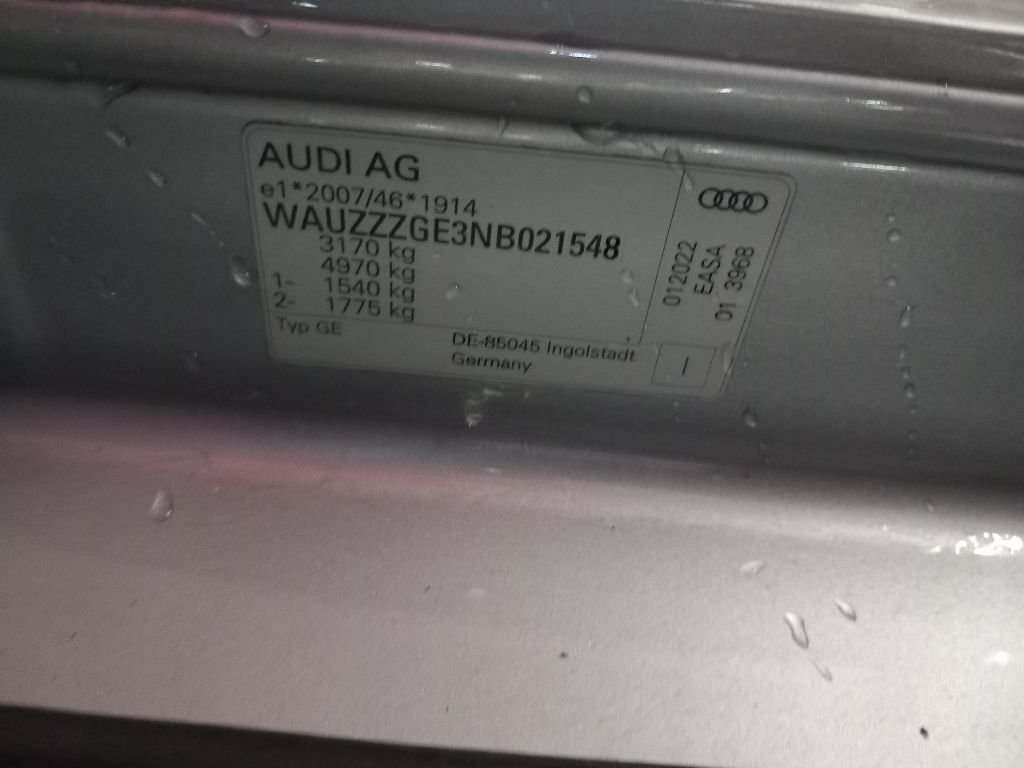 AUDI AG
e1*2007/46*1914
WAUZZZGE3NB021548
3170 kg
4970 kg
1- 1540 kg
2- 1775 kg
Typ GE
DE-85045 Ingolstadt
Germany
012022
EASA
01 3968
I